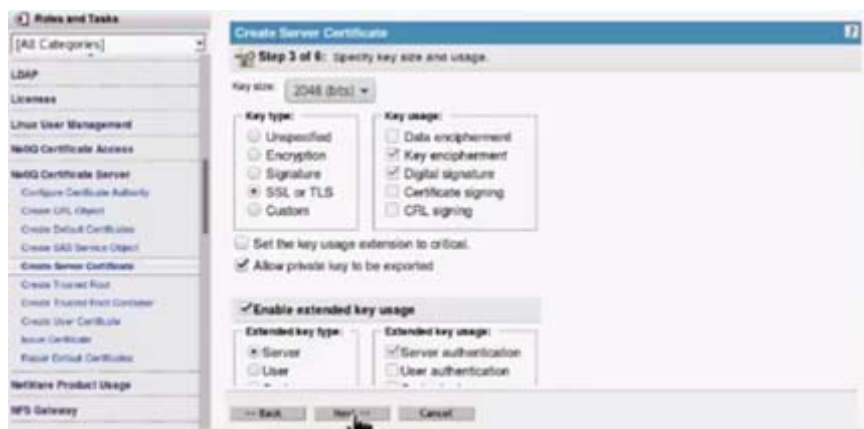 Roles and Tasks
[All Categories]
LDAP
Licenses
Linux User Management
NetIQ Certificate Access
NetIQ Certificate Server
Configure Certificate Authority
Create CRL Object
Create Default Certificates
Create SAS Service Object
Create Server Certificate
Create Trusted Root
Create Trusted Root Container
Create User Certificate
Issue Certificate
Repair Default Certificates
NetWare Product Usage
NFS Gateway
Create Server Certificate
Step 3 of 6: Specify key size and usage.
Key size: 2048 (bits)
Key type:
Unspecified
Encryption
Signature
SSL or TLS
Custom
Key usage:
Data encipherment
Key encipherment
Digital signature
Certificate signing
CRL signing
Set the key usage extension to critical.
Allow private key to be exported
Enable extended key usage
Extended key type:
Server
User
Extended key usage:
Server authentication
User authentication
<< Back
Next >>
Cancel